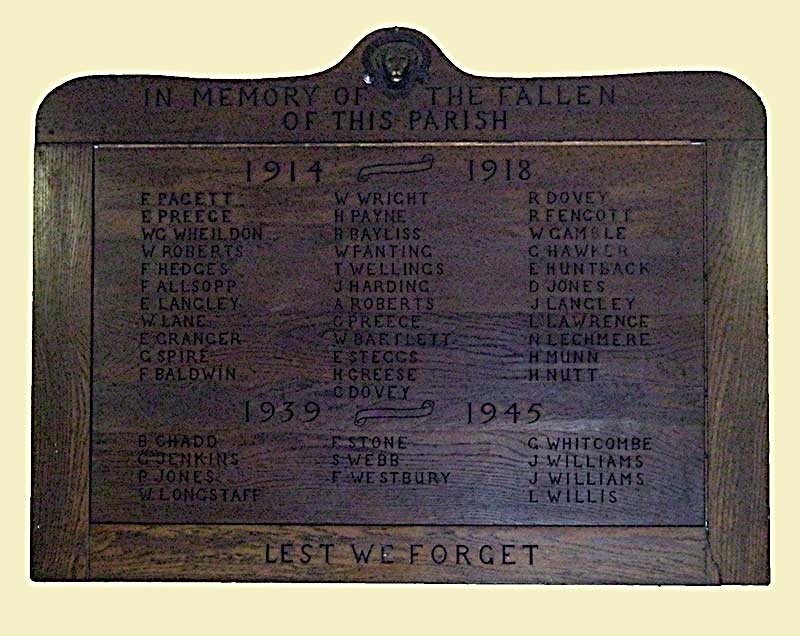 IN MEMORY OF THE FALLEN
OF THIS PARISH
1914 1918
F PAGETT
E PREECE
WG WHEILDON
W ROBERTS
F HEDGES
F ALLSOPP
E LANGLEY
W LANE
E GRANGER
G SPIRE
F BALDWIN
W WRIGHT
H PAYNE
B BAYLISS
W FANTING
T WELLINGS
J HARDING
A ROBERTS
G PREECE
W BARTLETT
E STEGGS
H GREESE
G DOVEY
R DOVEY
R FENCOTT
W GAMBLE
G HAWKER
E HUNTBACK
D JONES
J LANGLEY
L LAWRENCE
N LECHMERE
H MUNN
H NUTT
1939 1945
B CHADD
G JENKINS
P JONES
W LONGSTAFF
F STONE
S WEBB
F WESTBURY
G WHITCOMBE
J WILLIAMS
J WILLIAMS
L WILLIS
LEST WE FORGET